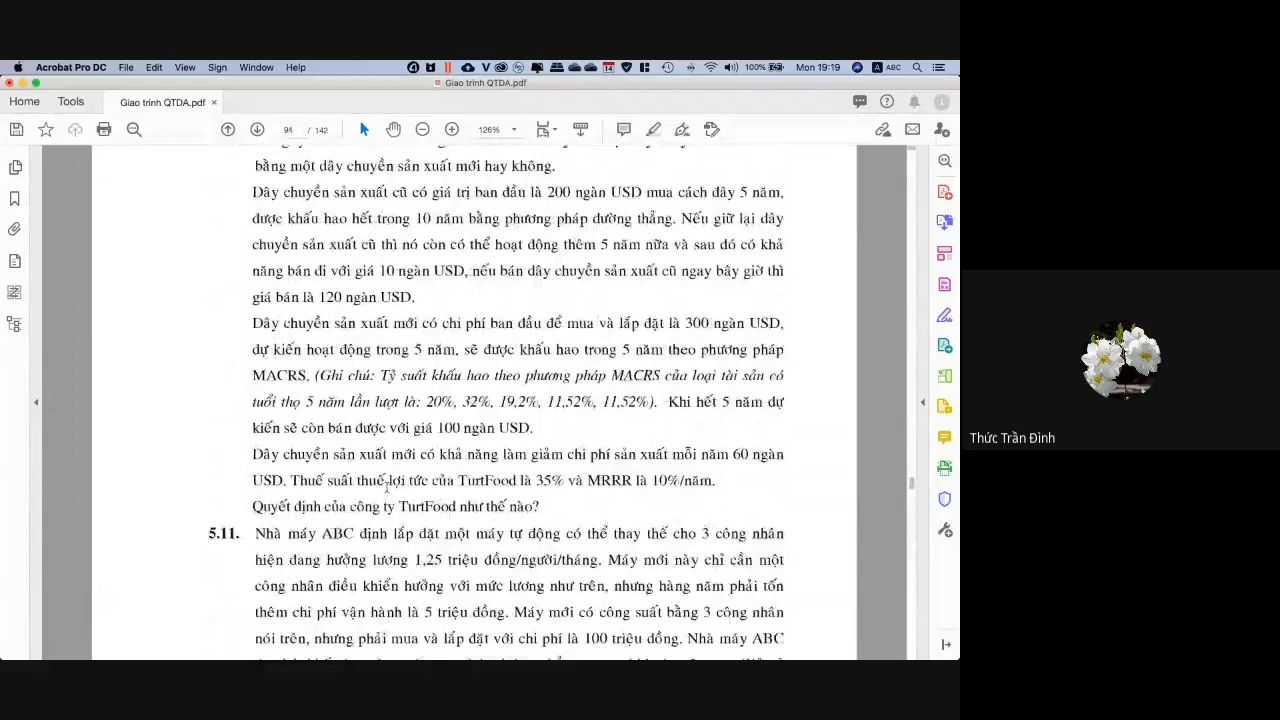 Acrobat Pro DC File Edit View Sign Window Help 14 100% Mon 19:19 A ABC
Giao trinh QTDA.pdf
Home Tools Giao trinh QTDA.pdf ×
94 / 142 126%
bằng một dây chuyền sản xuất mới hay không.
Dây chuyền sản xuất cũ có giá trị ban đầu là 200 ngàn USD mua cách đây 5 năm,
được khấu hao hết trong 10 năm bằng phương pháp đường thẳng. Nếu giữ lại dây
chuyền sản xuất cũ thì nó còn có thể hoạt động thêm 5 năm nữa và sau đó có khả
năng bán đi với giá 10 ngàn USD, nếu bán dây chuyền sản xuất cũ ngay bây giờ thì
giá bán là 120 ngàn USD.
Dây chuyền sản xuất mới có chi phí ban đầu để mua và lắp đặt là 300 ngàn USD,
dự kiến hoạt động trong 5 năm, sẽ được khấu hao trong 5 năm theo phương pháp
MACRS. (Ghi chú: Tỷ suất khấu hao theo phương pháp MACRS của loại tài sản có
tuổi thọ 5 năm lần lượt là: 20%, 32%, 19,2%, 11,52%, 11,52%). Khi hết 5 năm dự
kiến sẽ còn bán được với giá 100 ngàn USD.
Dây chuyền sản xuất mới có khả năng làm giảm chi phí sản xuất mỗi năm 60 ngàn
USD. Thuế suất thuế lợi tức của TurtFood là 35% và MRRR là 10%/năm.
Quyết định của công ty TurtFood như thế nào?
5.11. Nhà máy ABC định lắp đặt một máy tự động có thể thay thế cho 3 công nhân
hiện đang hưởng lương 1,25 triệu đồng/người/tháng. Máy mới này chỉ cần một
công nhân điều khiển hưởng với mức lương như trên, nhưng hàng năm phải tốn
thêm chi phí vận hành là 5 triệu đồng. Máy mới có công suất bằng 3 công nhân
nói trên, nhưng phải mua và lắp đặt với chi phí là 100 triệu đồng. Nhà máy ABC
Thức Trần Đình